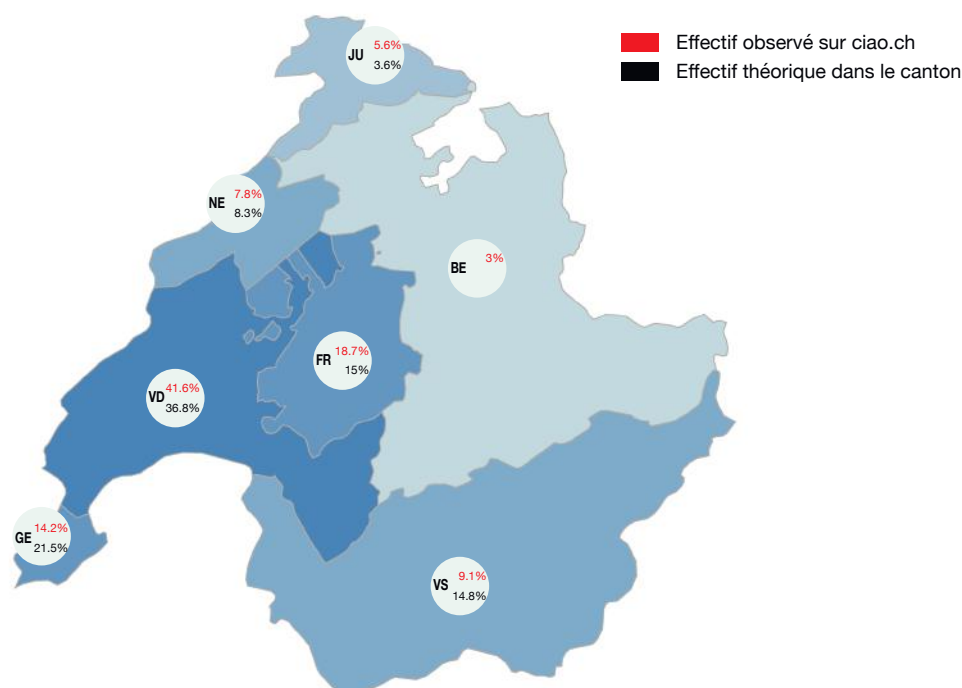 Effectif observé sur ciao.ch
Effectif théorique dans le canton
JU 5.6%
3.6%
NE 7.8%
8.3%
BE 3%
FR 18.7%
15%
VD 41.6%
36.8%
GE 14.2%
21.5%
VS 9.1%
14.8%